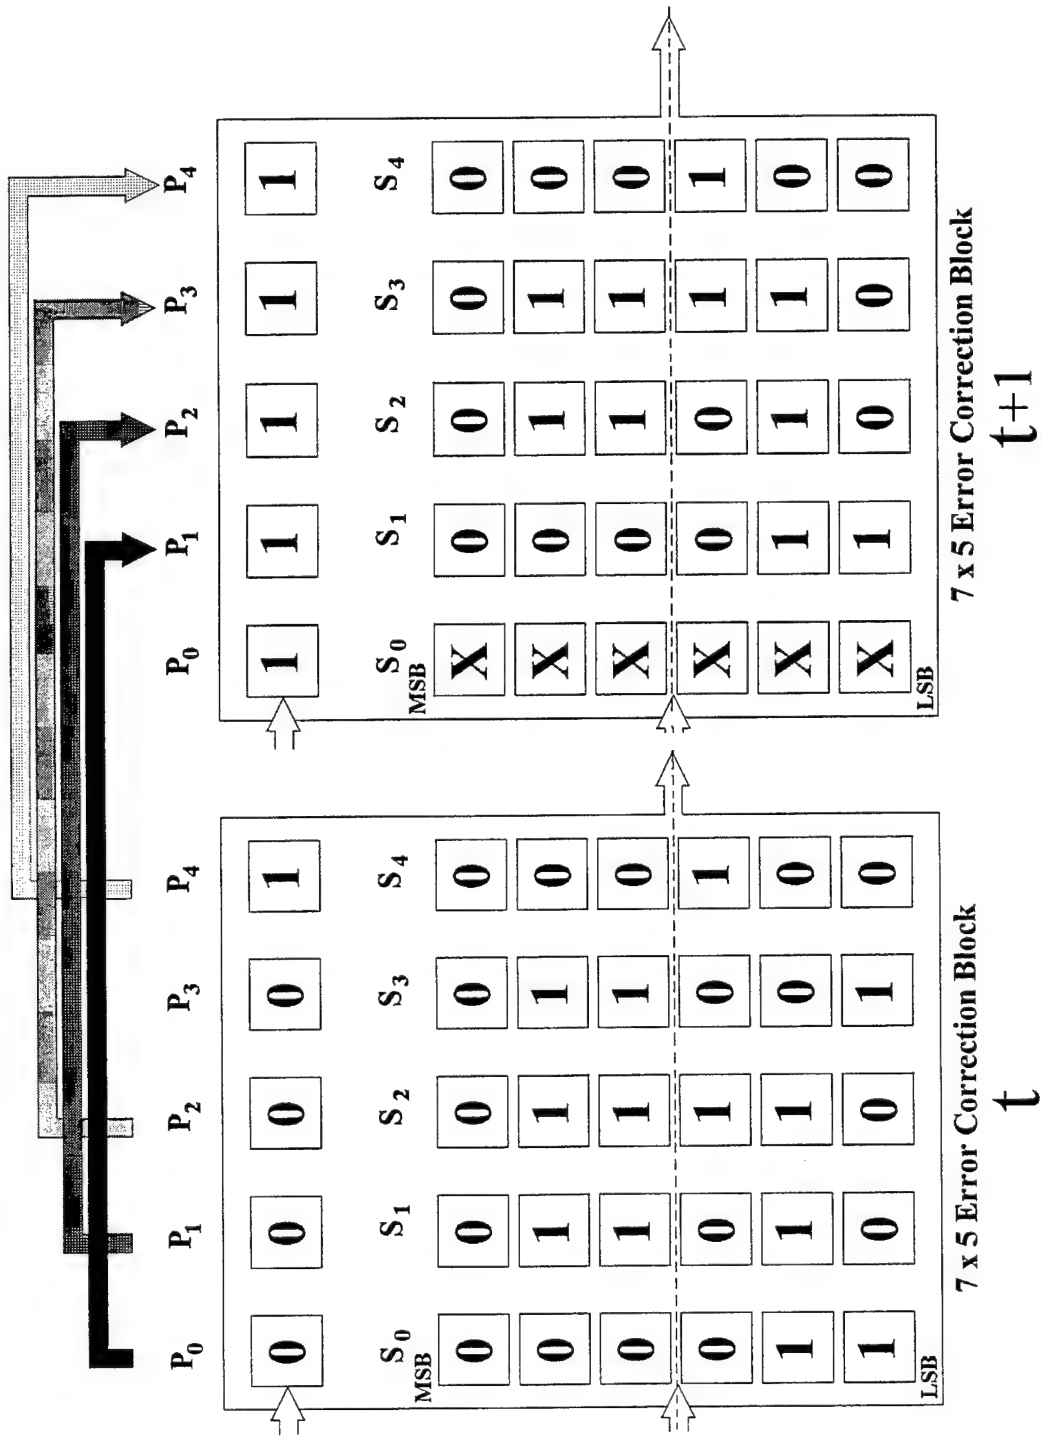 P0 P1 P2 P3 P4
0 0 0 0 1
S0 S1 S2 S3 S4
MSB
0 0 0 0 0
0 1 1 1 0
0 1 1 1 0
0 0 1 0 1
1 1 1 0 0
1 0 0 1 0
LSB
7 x 5 Error Correction Block
t
P0 P1 P2 P3 P4
1 1 1 1 1
S0 S1 S2 S3 S4
MSB
X 0 0 0 0
X 0 1 1 0
X 0 1 1 0
X 0 0 1 1
X 1 1 1 0
X 1 0 0 0
LSB
7 x 5 Error Correction Block
t+1